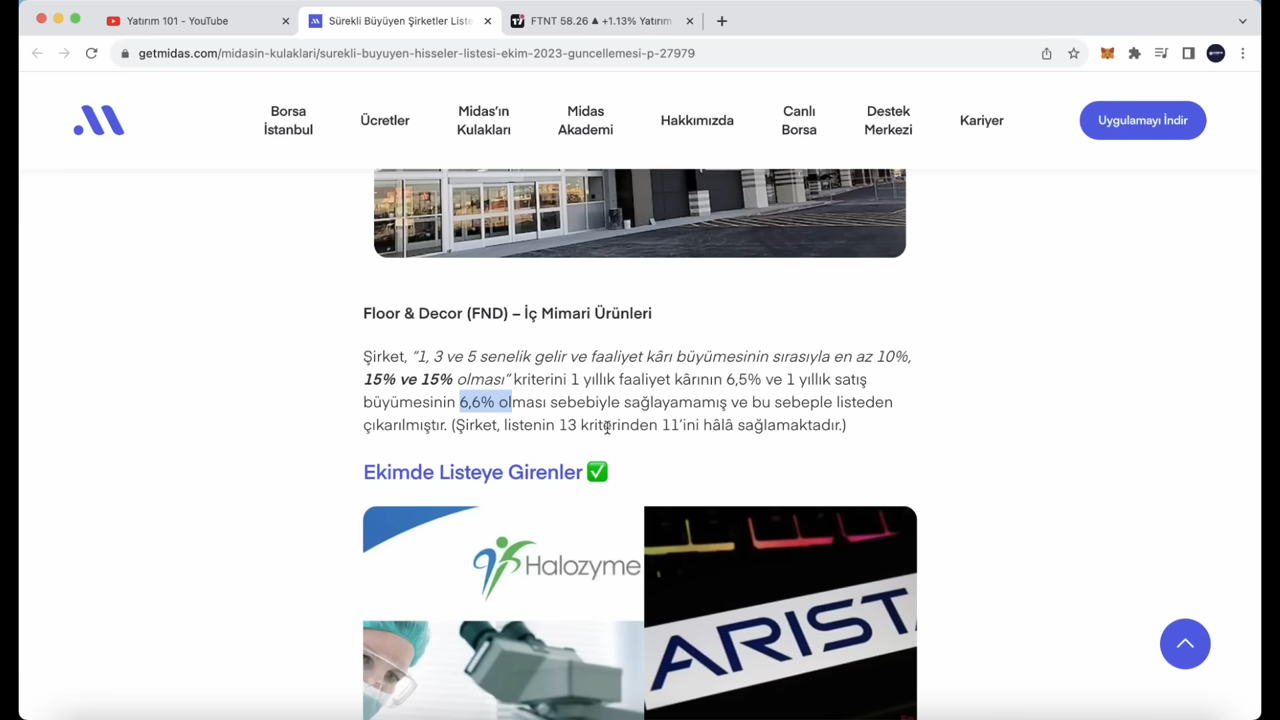 Yatırım 101 - YouTube
Sürekli Büyüyen Şirketler Liste
FTNT 58.26 ▲ +1.13% Yatırım
getmidas.com/midasin-kulaklari/surekli-buyuyen-hisseler-listesi-ekim-2023-guncellemesi-p-27979
Borsa
İstanbul
Ücretler
Midas'ın
Kulakları
Midas
Akademi
Hakkımızda
Canlı
Borsa
Destek
Merkezi
Kariyer
Uygulamayı İndir
Floor & Decor (FND) – İç Mimari Ürünleri
Şirket, “1, 3 ve 5 senelik gelir ve faaliyet kârı büyümesinin sırasıyla en az 10%,
15% ve 15% olması” kriterini 1 yıllık faaliyet kârının 6,5% ve 1 yıllık satış
büyümesinin 6,6% olması sebebiyle sağlayamamış ve bu sebeple listeden
çıkarılmıştır. (Şirket, listenin 13 kriterinden 11’ini hâlâ sağlamaktadır.)
Ekimde Listeye Girenler ✅
Halozyme
ARIST